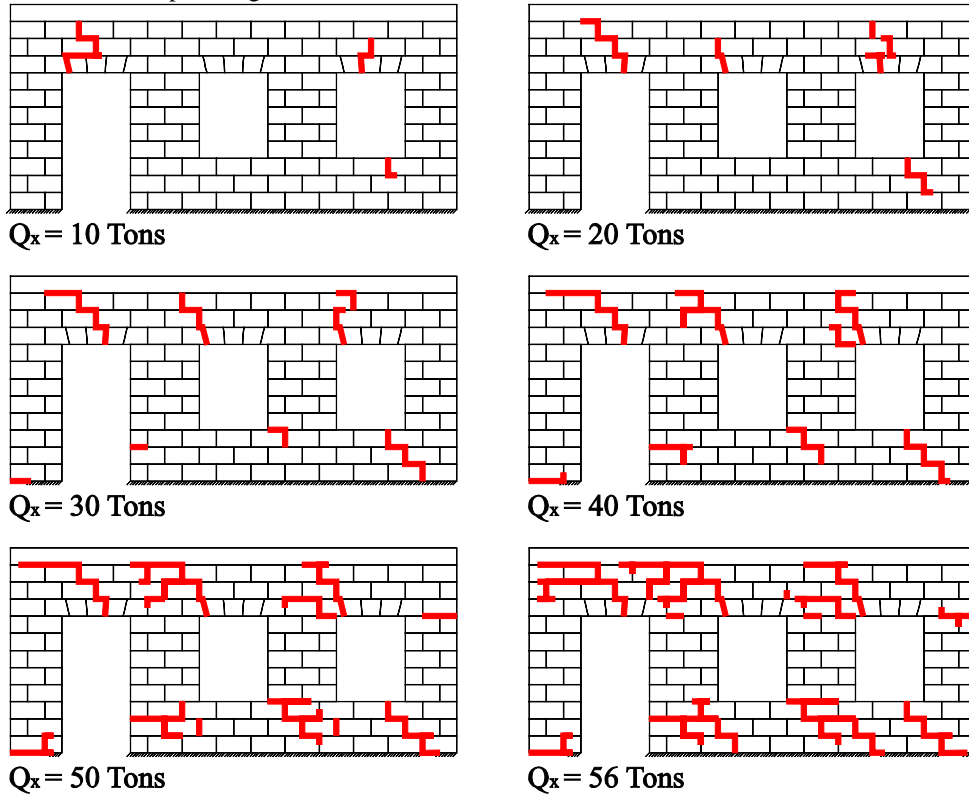 Qx = 10 Tons
Qx = 20 Tons
Qx = 30 Tons
Qx = 40 Tons
Qx = 50 Tons
Qx = 56 Tons